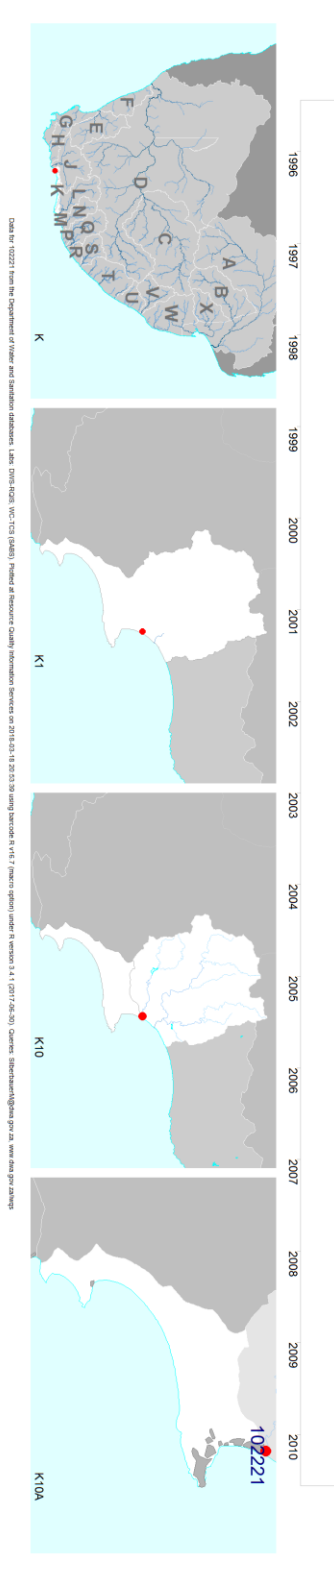 1996 1997 1998 1999 2000 2001 2002 2003 2004 2005 2006 2007 2008 2009 2010
F
G
E
H
J
D
K
L
C
M
N
Q
A
P
S
R
B
T
X
U
V
W
K
K1
K10
102221
K10A
Data for 102221 from the Department of Water and Sanitation databases. Labs: DWS-RQIS; WC-TCS (SABS). Plotted at Resource Quality Information Services on 2018-03-18 20:53:39 using barcode.R v16.7 (macro option) under R version 3.4.1 (2017-06-30). Queries: SilberbauerM@dwa.gov.za. www.dwa.gov.za/iwqs